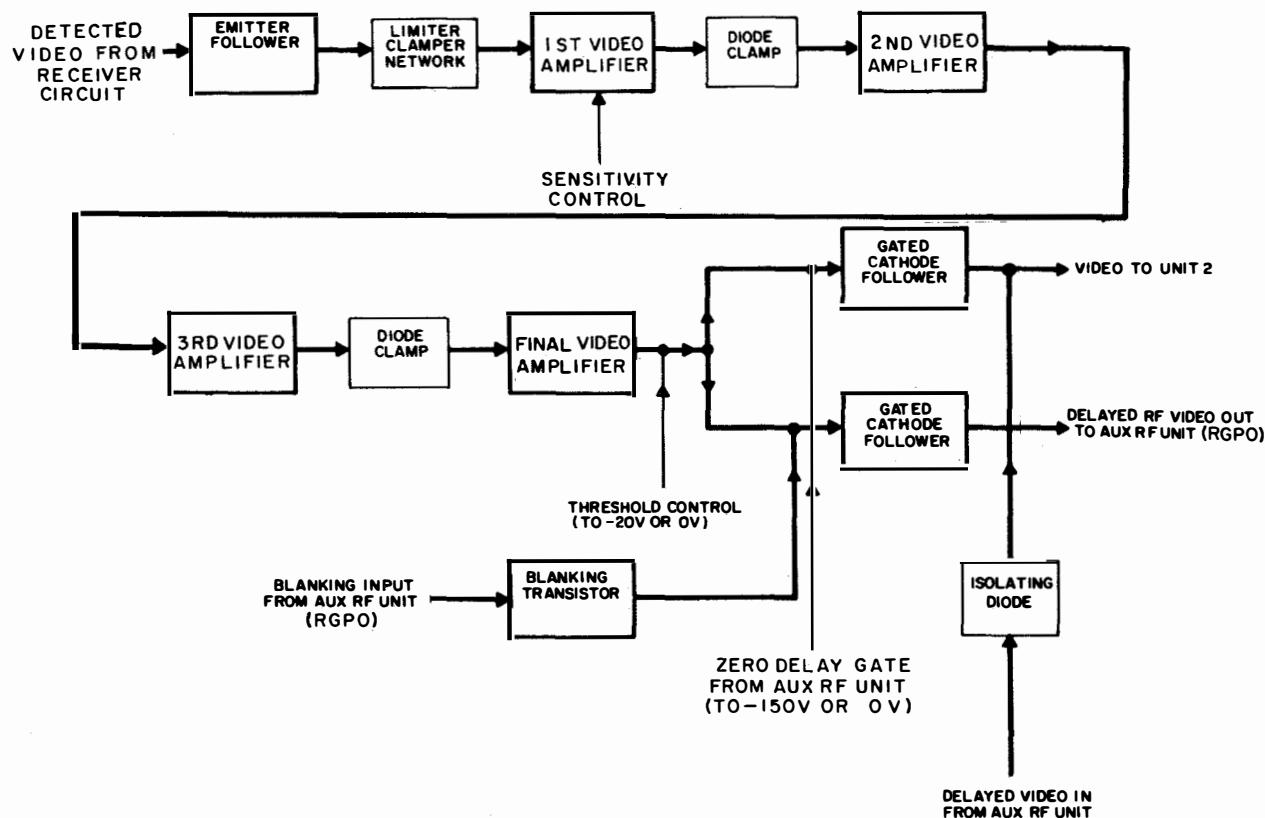 DETECTED
VIDEO FROM
RECEIVER
CIRCUIT
EMITTER
FOLLOWER
LIMITER
CLAMPER
NETWORK
1ST VIDEO
AMPLIFIER
DIODE
CLAMP
2ND VIDEO
AMPLIFIER
SENSITIVITY
CONTROL
3RD VIDEO
AMPLIFIER
DIODE
CLAMP
FINAL VIDEO
AMPLIFIER
GATED
CATHODE
FOLLOWER
VIDEO TO UNIT 2
GATED
CATHODE
FOLLOWER
DELAYED RF VIDEO OUT
TO AUX RF UNIT (RGPO)
THRESHOLD CONTROL
(TO -20V OR 0V)
BLANKING INPUT
FROM AUX RF UNIT
(RGPO)
BLANKING
TRANSISTOR
ISOLATING
DIODE
ZERO DELAY GATE
FROM AUX RF UNIT
(TO -150V OR 0V)
DELAYED VIDEO IN
FROM AUX RF UNIT